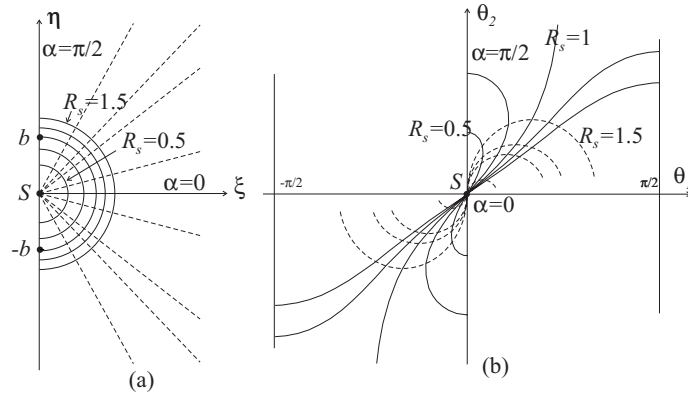 η
α=π/2
R_s=1.5
b
R_s=0.5
S
α=0
ξ
-b
(a)
θ_2
R_s=1
α=π/2
R_s=0.5
R_s=1.5
-π/2
S
π/2
θ
α=0
(b)